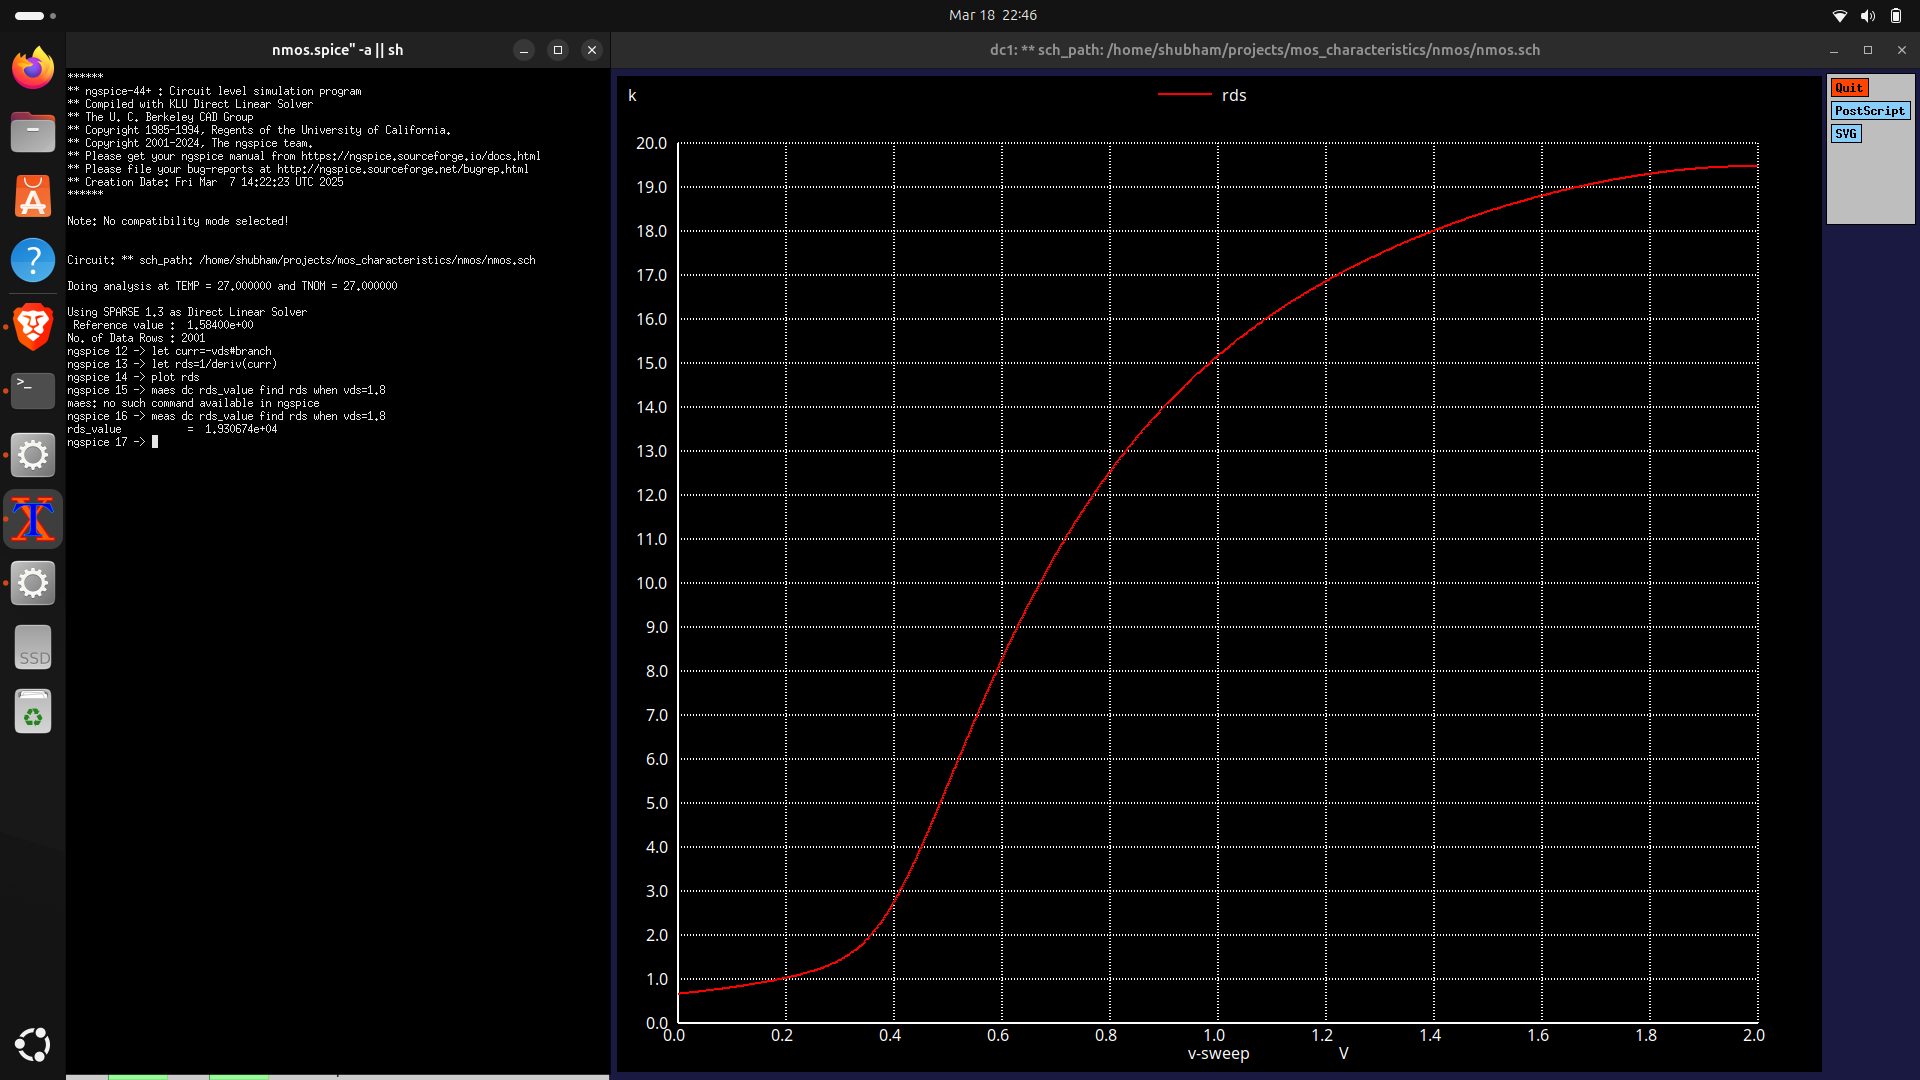 Mar 18 22:46
nmos.spice" -a || sh
******
** ngspice-44+ : Circuit level simulation program
** Compiled with KLU Direct Linear Solver
** The U. C. Berkeley CAD Group
** Copyright 1985-1994, Regents of the University of California.
** Copyright 2001-2024, The ngspice team.
** Please get your ngspice manual from https://ngspice.sourceforge.io/docs.html
** Please file your bug-reports at http://ngspice.sourceforge.net/bugrep.html
** Creation Date: Fri Mar  7 14:22:23 UTC 2025
******
Note: No compatibility mode selected!
Circuit: ** sch_path: /home/shubham/projects/mos_characteristics/nmos/nmos.sch
Doing analysis at TEMP = 27.000000 and TNOM = 27.000000
Using SPARSE 1.3 as Direct Linear Solver
Reference value :  1.58400e+00
No. of Data Rows : 2001
ngspice 12 -> let curr=-vds#branch
ngspice 13 -> let rds=1/deriv(curr)
ngspice 14 -> plot rds
ngspice 15 -> maes dc rds_value find rds when vds=1.8
maes: no such command available in ngspice
ngspice 16 -> meas dc rds_value find rds when vds=1.8
rds_value           =  1.930674e+04
ngspice 17 ->
>_
SSD
dc1: ** sch_path: /home/shubham/projects/mos_characteristics/nmos/nmos.sch
Quit
PostScript
SVG
k
rds
20.0
19.0
18.0
17.0
16.0
15.0
14.0
13.0
12.0
11.0
10.0
9.0
8.0
7.0
6.0
5.0
4.0
3.0
2.0
1.0
0.0
0.0 0.2 0.4 0.6 0.8 1.0 1.2 1.4 1.6 1.8 2.0
v-sweep V